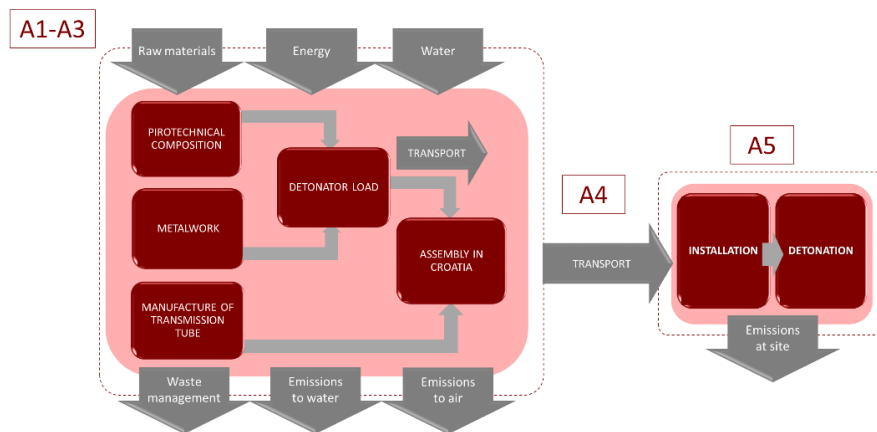 A1-A3
Raw materials
Energy
Water
PIROTECHNICAL
COMPOSITION
DETONATOR LOAD
TRANSPORT
METALWORK
ASSEMBLY IN
CROATIA
MANUFACTURE OF
TRANSMISSION
TUBE
Waste
management
Emissions
to water
Emissions
to air
A4
TRANSPORT
A5
INSTALLATION
DETONATION
Emissions
at site